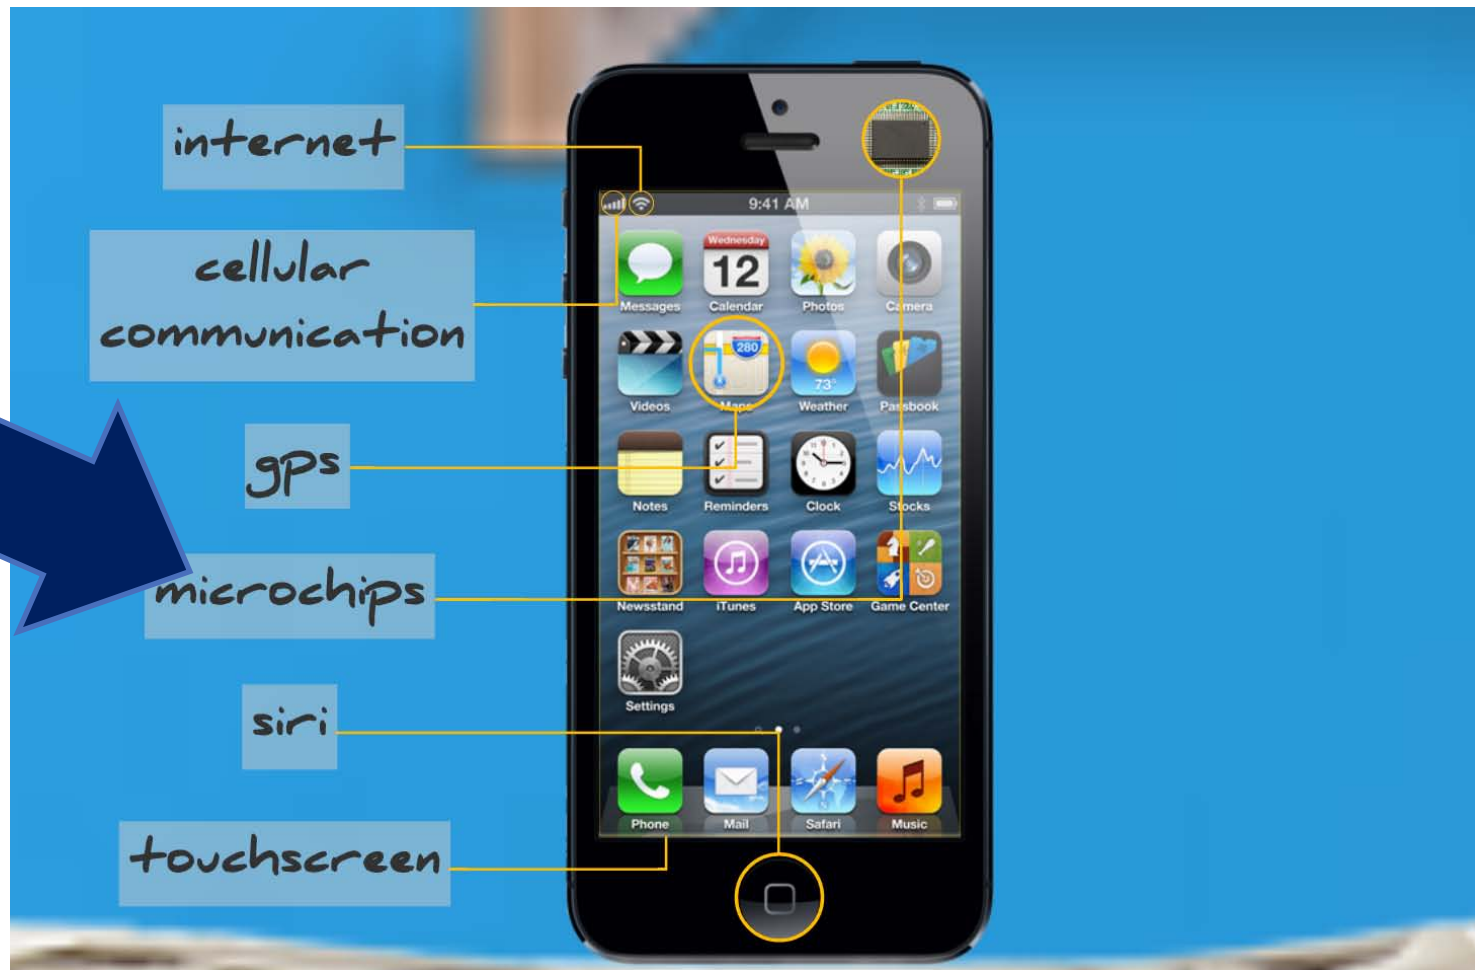 internet
cellular
communication
gps
microchips
siri
touchscreen
9:41 AM
Wednesday
12
Messages Calendar Photos Camera
280
73°
Videos Maps Weather Passbook
Notes Reminders Clock Stocks
Newsstand iTunes App Store Game Center
Settings
Phone Mail Safari Music